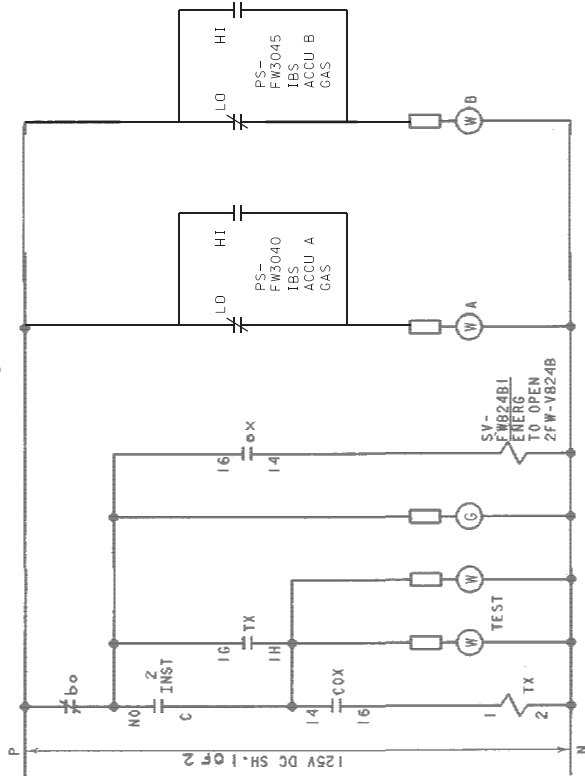 P
125V DC SH. 1 OF 2
N
bo
NO
2
INST
C
14
COX
16
1
TX
2
1G
TX
1H
W
TEST
W
G
16
OX
14
SV-
FW824B1
ENERG
TO OPEN
2FW-V824B
LO
HI
PS-
FW3040
IBS
ACCU A
GAS
W
A
LO
HI
PS-
FW3045
IBS
ACCU B
GAS
W
B